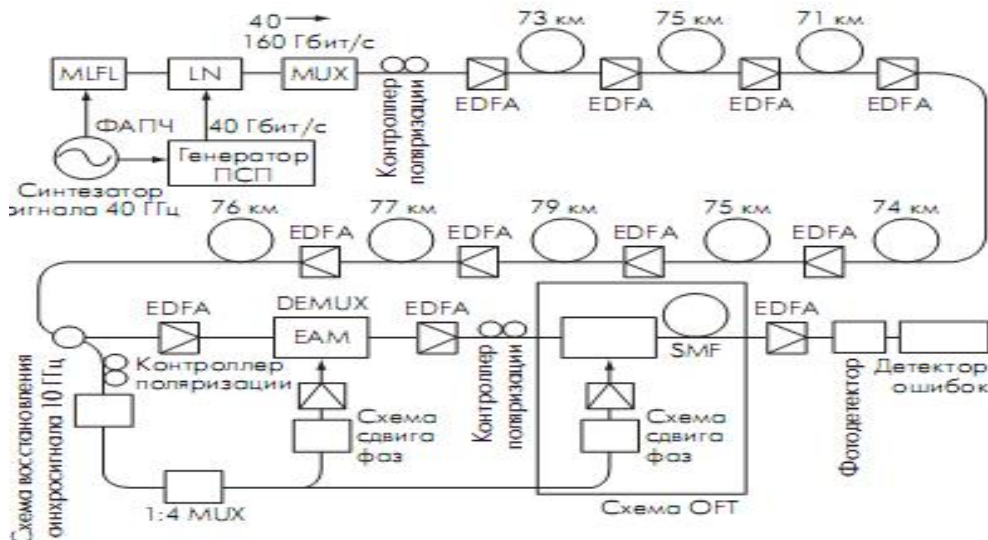 40
160 Гбит/с
73 км
75 км
71 км
MLFL
LN
MUX
EDFA
EDFA
EDFA
EDFA
ФАПЧ
40 Гбит/с
Генератор
ПСП
Контроллер
поляризации
Синтезатор
сигнала 40 ГГц
76 км
77 км
79 км
75 км
74 км
EDFA
EDFA
EDFA
EDFA
EDFA
DEMUX
EAM
EDFA
EDFA
SMF
Контроллер
поляризации
Контроллер
поляризации
Схема
сдвига
фаз
Схема
сдвига
фаз
Фотодетектор
Детектор
ошибок
Схема восстановления
синхросигнала 10 ГГц
1:4 MUX
Схема OFT